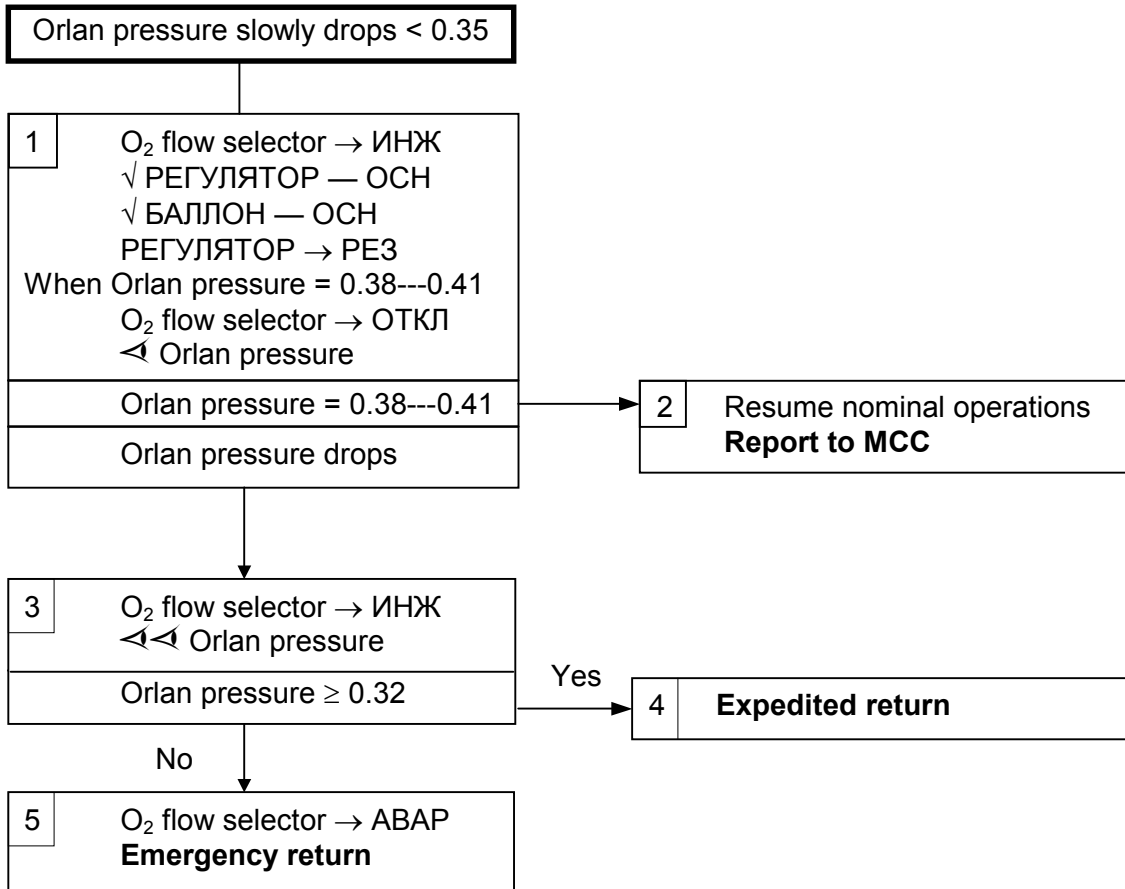 Orlan pressure slowly drops < 0.35
1
O₂ flow selector → ИНЖ
√ РЕГУЛЯТОР — ОСН
√ БАЛЛОН — ОСН
РЕГУЛЯТОР → РЕЗ
When Orlan pressure = 0.38---0.41
O₂ flow selector → ОТКЛ
Orlan pressure
Orlan pressure = 0.38---0.41
Orlan pressure drops
2
Resume nominal operations
Report to MCC
3
O₂ flow selector → ИНЖ
Orlan pressure
Orlan pressure ≥ 0.32
Yes
4
Expedited return
No
5
O₂ flow selector → АВАР
Emergency return